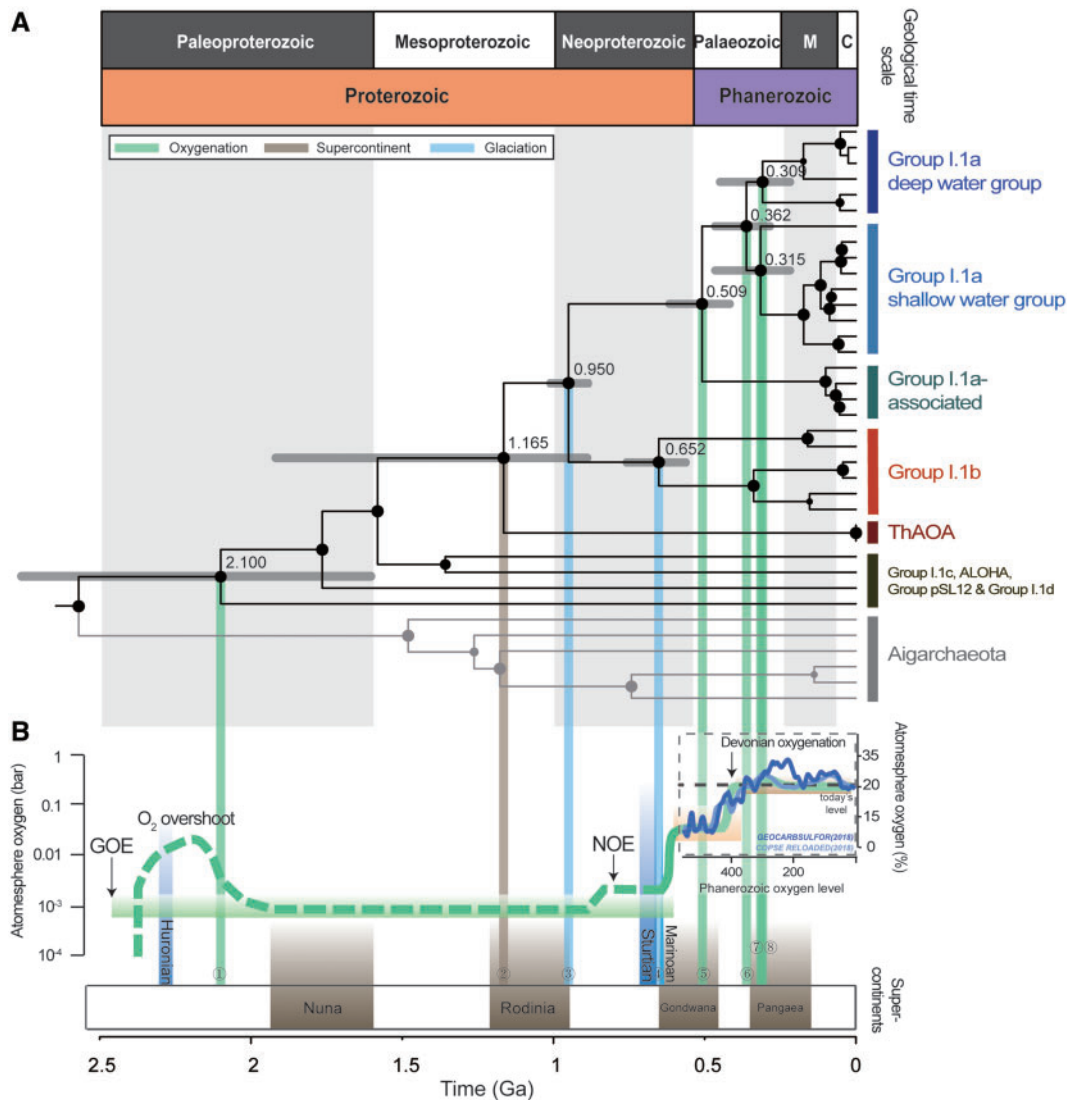 A
Paleoproterozoic
Mesoproterozoic
Neoproterozoic
Palaeozoic
M
C
Proterozoic
Phanerozoic
Geological time
scale
Oxygenation
Supercontinent
Glaciation
0.309
0.362
0.315
0.509
0.950
1.165
0.652
2.100
Group I.1a
deep water group
Group I.1a
shallow water group
Group I.1a-
associated
Group I.1b
ThAOA
Group I.1c, ALOHA,
Group pSL12 & Group I.1d
Aigarchaeota
B
Atomesphere oxygen (bar)
1
0.1
0.01
10-3
10-4
GOE
O2 overshoot
NOE
Huronian
Sturtian
Marinoan
①
②
③
4
⑤
⑥
⑦
⑧
Devonian oxygenation
today's
level
GEOCARBSULFOR(2018)
COPSE RELOADED(2018)
400
200
Phanerozoic oxygen level
35
20
15
0
Atomesphere oxygen (%)
Nuna
Rodinia
Gondwana
Pangaea
Super-
continents
2.5
2
1.5
1
0.5
0
Time (Ga)